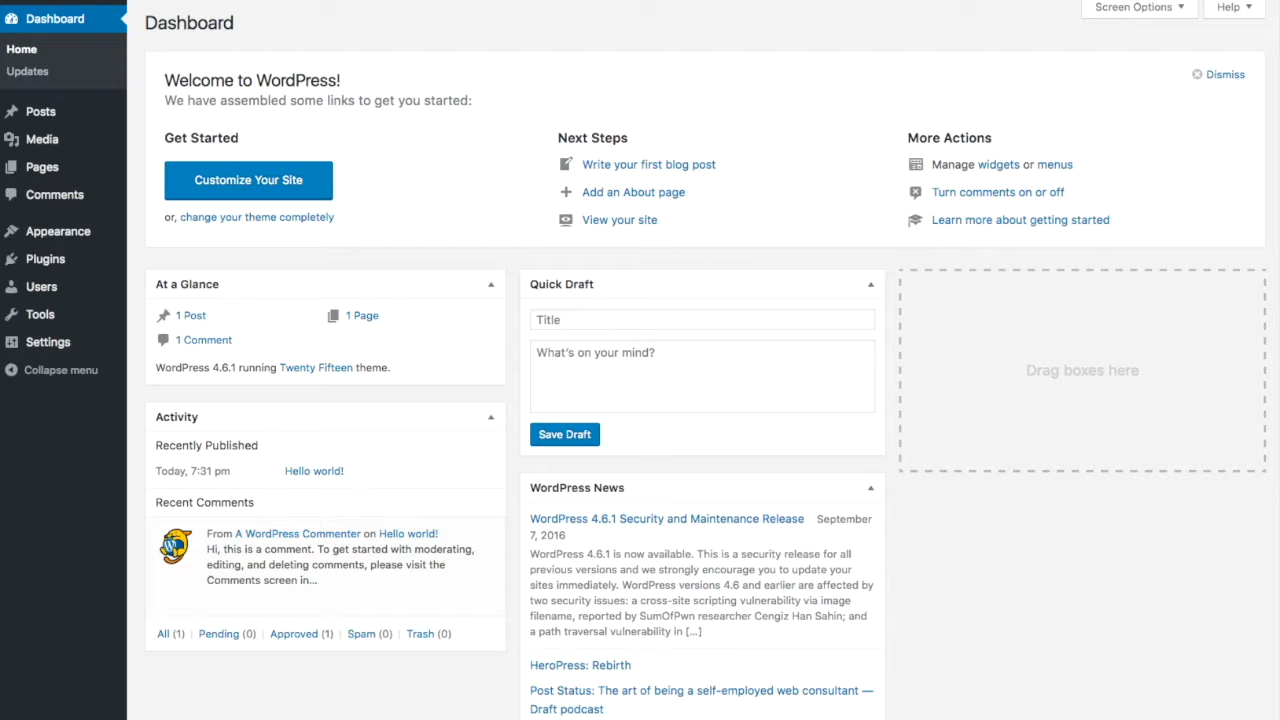 Dashboard
Home
Updates
Posts
Media
Pages
Comments
Appearance
Plugins
Users
Tools
Settings
Collapse menu
Screen Options
Help
Dashboard
Welcome to WordPress!
We have assembled some links to get you started:
Dismiss
Get Started
Customize Your Site
or, change your theme completely
Next Steps
Write your first blog post
Add an About page
View your site
More Actions
Manage widgets or menus
Turn comments on or off
Learn more about getting started
At a Glance
1 Post
1 Page
1 Comment
WordPress 4.6.1 running Twenty Fifteen theme.
Activity
Recently Published
Today, 7:31 pm Hello world!
Recent Comments
From A WordPress Commenter on Hello world!
Hi, this is a comment. To get started with moderating,
editing, and deleting comments, please visit the
Comments screen in...
All (1) | Pending (0) | Approved (1) | Spam (0) | Trash (0)
Quick Draft
Title
What's on your mind?
Save Draft
WordPress News
WordPress 4.6.1 Security and Maintenance Release September
7, 2016
WordPress 4.6.1 is now available. This is a security release for all
previous versions and we strongly encourage you to update your
sites immediately. WordPress versions 4.6 and earlier are affected by
two security issues: a cross-site scripting vulnerability via image
filename, reported by SumOfPwn researcher Cengiz Han Sahin; and
a path traversal vulnerability in [...]
HeroPress: Rebirth
Post Status: The art of being a self-employed web consultant —
Draft podcast
Drag boxes here